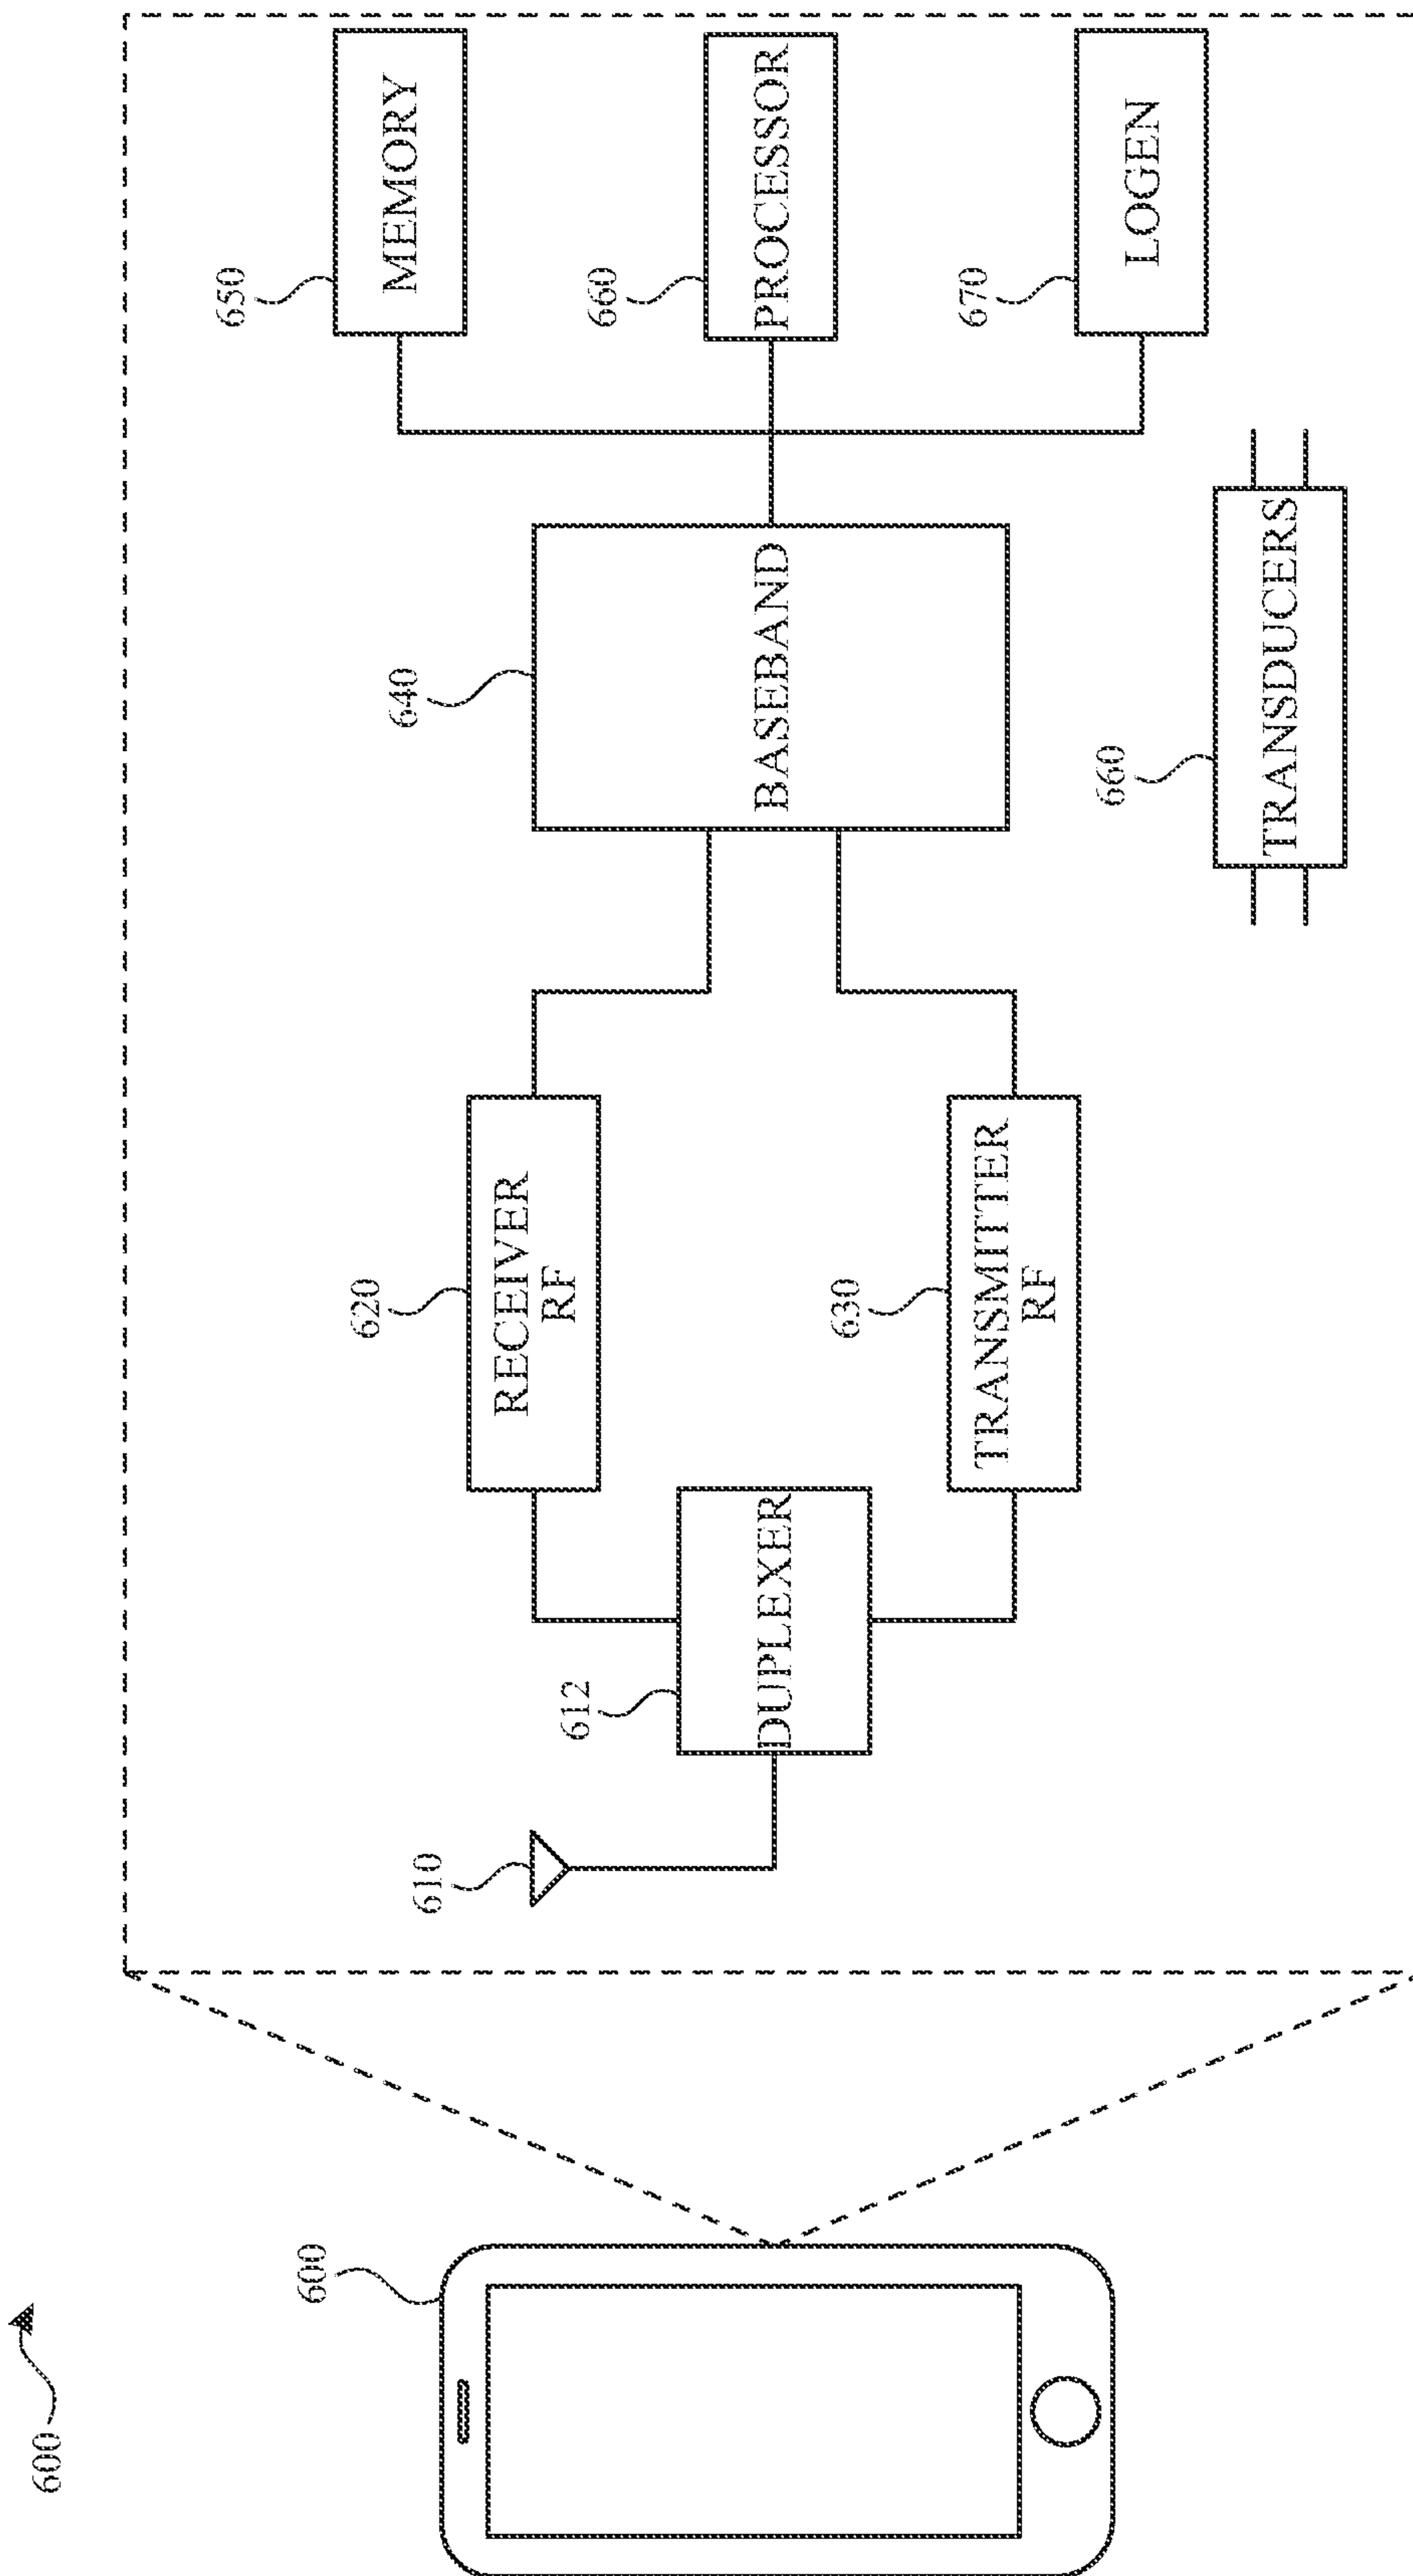 600
600
610
612
DUPLEXER
620
RECEIVER
RF
630
TRANSMITTER
RF
640
BASEBAND
650
MEMORY
660
PROCESSOR
670
LOGEN
660
TRANSDUCERS